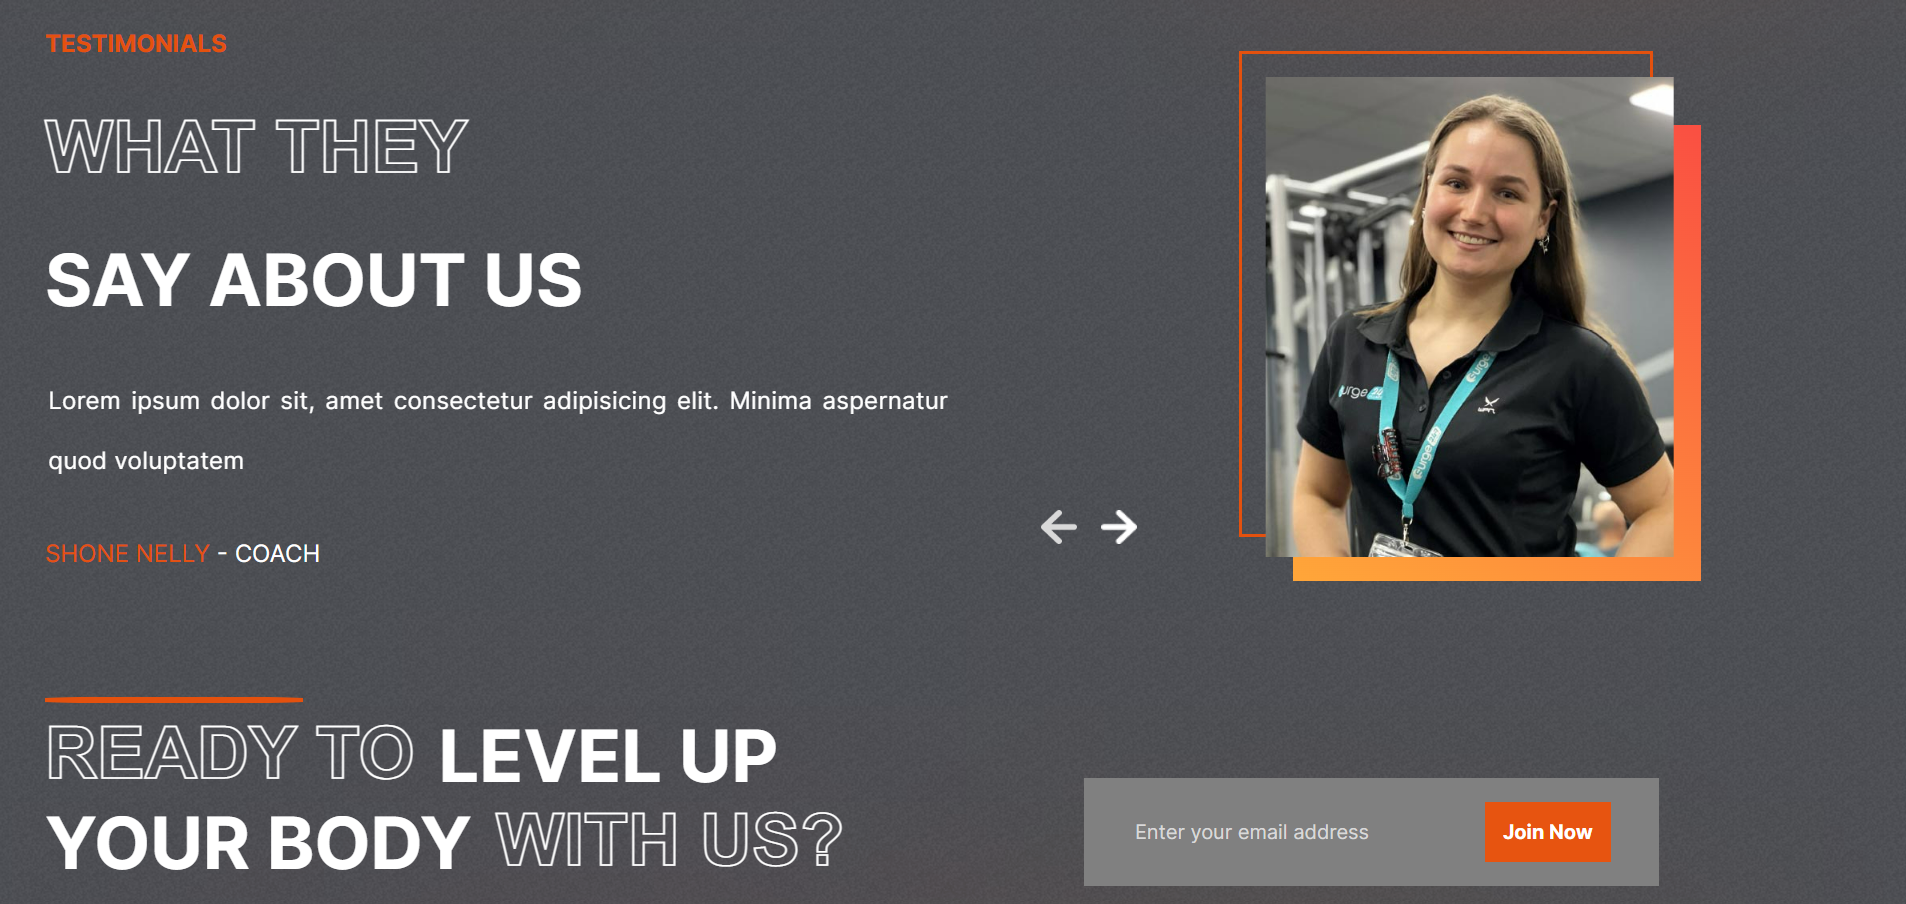 TESTIMONIALS
WHAT THEY
SAY ABOUT US
Lorem ipsum dolor sit, amet consectetur adipisicing elit. Minima aspernatur
quod voluptatem
SHONE NELLY - COACH
READY TO LEVEL UP
YOUR BODY WITH US?
Enter your email address
Join Now